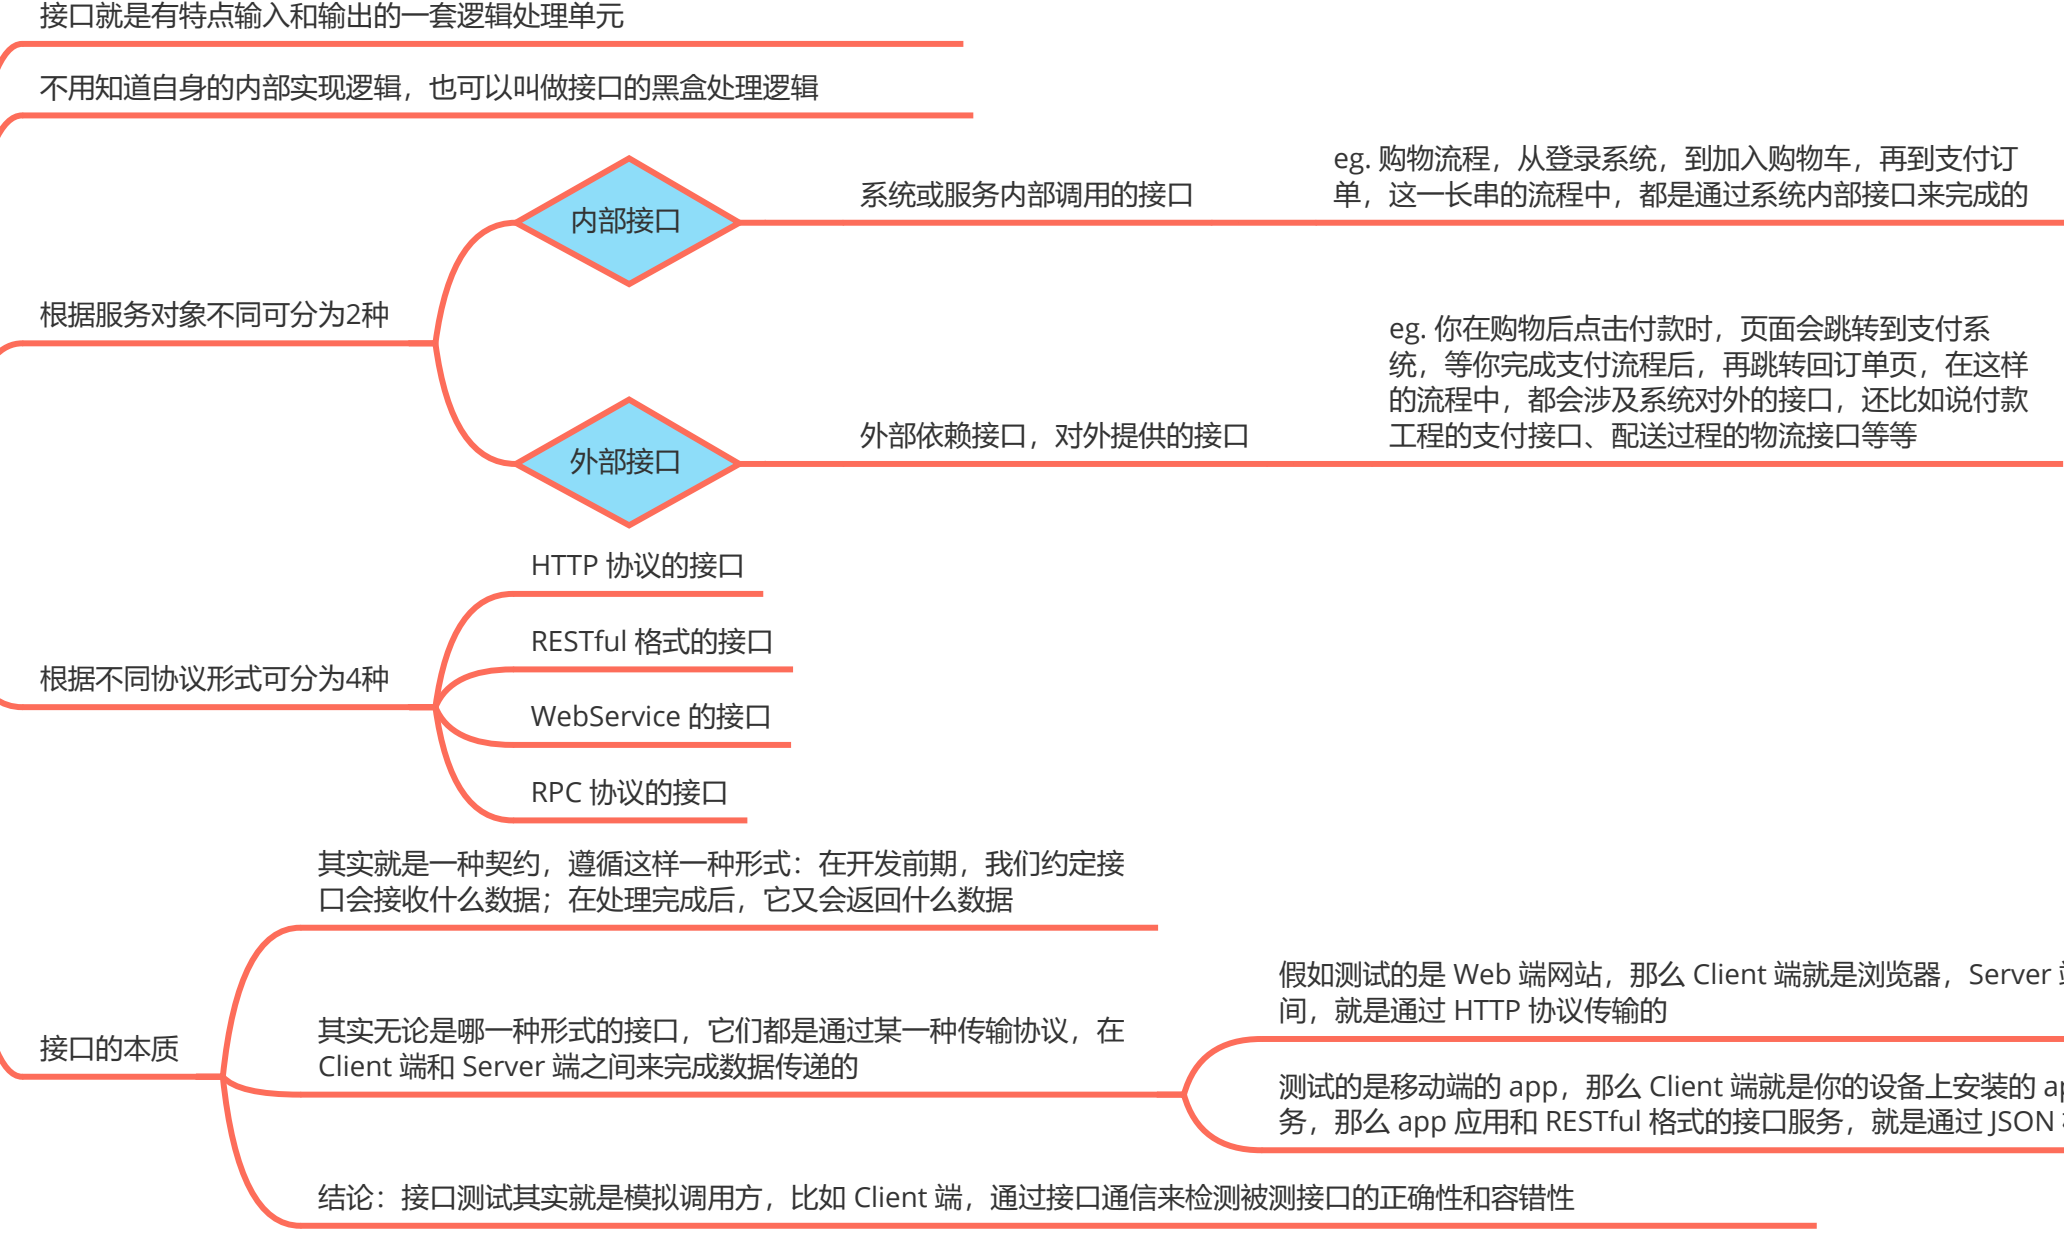 接口就是有特点输入和输出的一套逻辑处理单元
不用知道自身的内部实现逻辑，也可以叫做接口的黑盒处理逻辑
根据服务对象不同可分为2种
内部接口
系统或服务内部调用的接口
eg. 购物流程，从登录系统，到加入购物车，再到支付订
单，这一长串的流程中，都是通过系统内部接口来完成的
外部接口
外部依赖接口，对外提供的接口
eg. 你在购物后点击付款时，页面会跳转到支付系
统，等你完成支付流程后，再跳转回订单页，在这样
的流程中，都会涉及系统对外的接口，还比如说付款
工程的支付接口、配送过程的物流接口等等
根据不同协议形式可分为4种
HTTP 协议的接口
RESTful 格式的接口
WebService 的接口
RPC 协议的接口
接口的本质
其实就是一种契约，遵循这样一种形式：在开发前期，我们约定接
口会接收什么数据；在处理完成后，它又会返回什么数据
其实无论是哪一种形式的接口，它们都是通过某一种传输协议，在
Client 端和 Server 端之间来完成数据传递的
假如测试的是 Web 端网站，那么 Client 端就是浏览器，Server
间，就是通过 HTTP 协议传输的
测试的是移动端的 app，那么 Client 端就是你的设备上安装的
务，那么 app 应用和 RESTful 格式的接口服务，就是通过 JSON
结论：接口测试其实就是模拟调用方，比如 Client 端，通过接口通信来检测被测接口的正确性和容错性